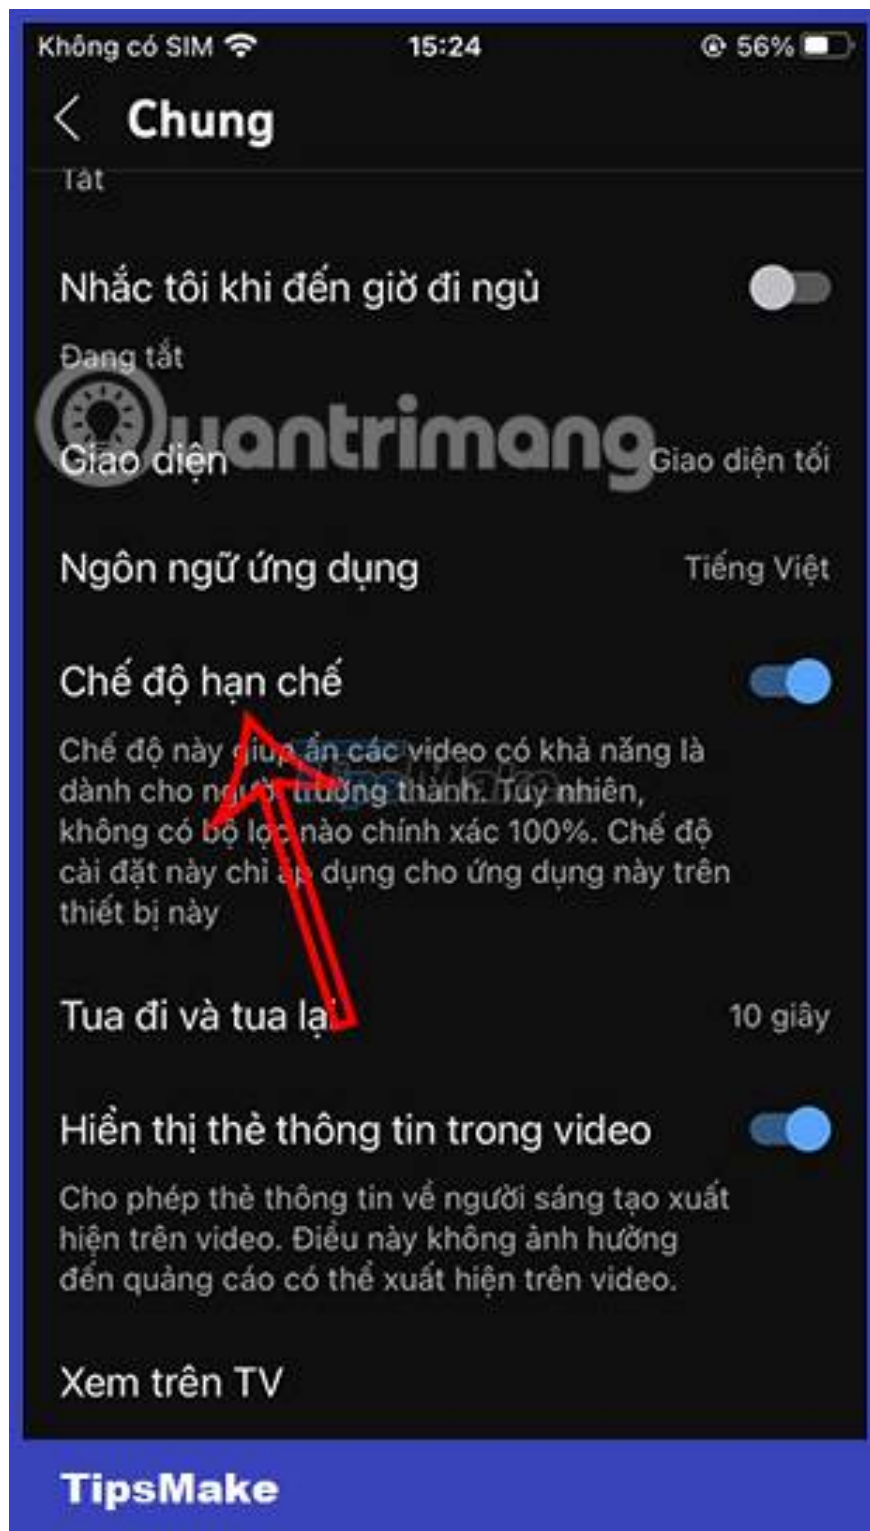 Không có SIM 15:24 56%
Chung
Tắt
Nhắc tôi khi đến giờ đi ngủ
Đang tắt
Quantrimang
Giao diện Giao diện tối
Ngôn ngữ ứng dụng Tiếng Việt
Chế độ hạn chế
Chế độ này giúp ẩn các video có khả năng là
dành cho người trưởng thành. Tuy nhiên,
không có bộ lọc nào chính xác 100%. Chế độ
cài đặt này chỉ áp dụng cho ứng dụng này trên
thiết bị này
Tua đi và tua lại 10 giây
Hiển thị thẻ thông tin trong video
Cho phép thẻ thông tin về người sáng tạo xuất
hiện trên video. Điều này không ảnh hưởng
đến quảng cáo có thể xuất hiện trên video.
Xem trên TV
TipsMake